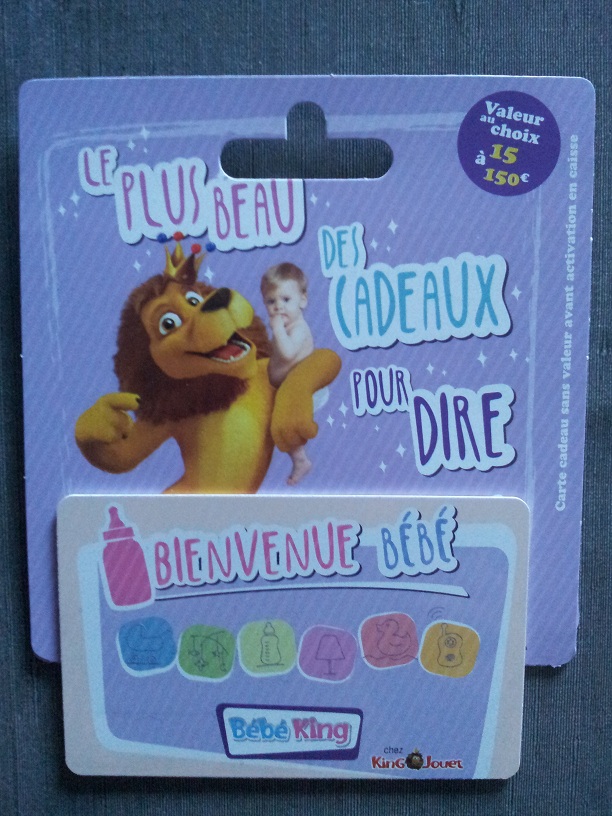 Valeur
au choix
à 15
150€
LE PLUS BEAU
DES
CADEAUX
POUR DIRE
Carte cadeau sans valeur avant activation en caisse
BIENVENUE BÉBÉ
Bébé King
chez
KinG Jouet